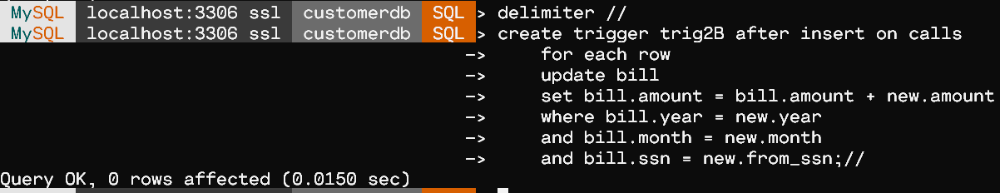 MySQL localhost:3306 ssl customerdb SQL > delimiter //
MySQL localhost:3306 ssl customerdb SQL > create trigger trig2B after insert on calls
-> for each row
-> update bill
-> set bill.amount = bill.amount + new.amount
-> where bill.year = new.year
-> and bill.month = new.month
-> and bill.ssn = new.from_ssn;//
Query OK, 0 rows affected (0.0150 sec)